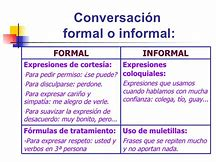 Conversación
formal o informal:
FORMAL
INFORMAL
Expresiones de cortesía:
Para pedir permiso: ¿se puede?
Para disculparse: perdone.
Para expresar cariño y
simpatía: me alegro de verle.
Para suavizar la expresión de
desacuerdo: muy bonito, pero...
Expresiones
coloquiales:
Expresiones que usamos
cuando hablamos con mucha
confianza: colega, tío, guay...
Fórmulas de tratamiento:
Para expresar respeto: usted y
verbos en 3ª persona
Uso de muletillas:
Frases que se repiten mucho
y no aportan nada: